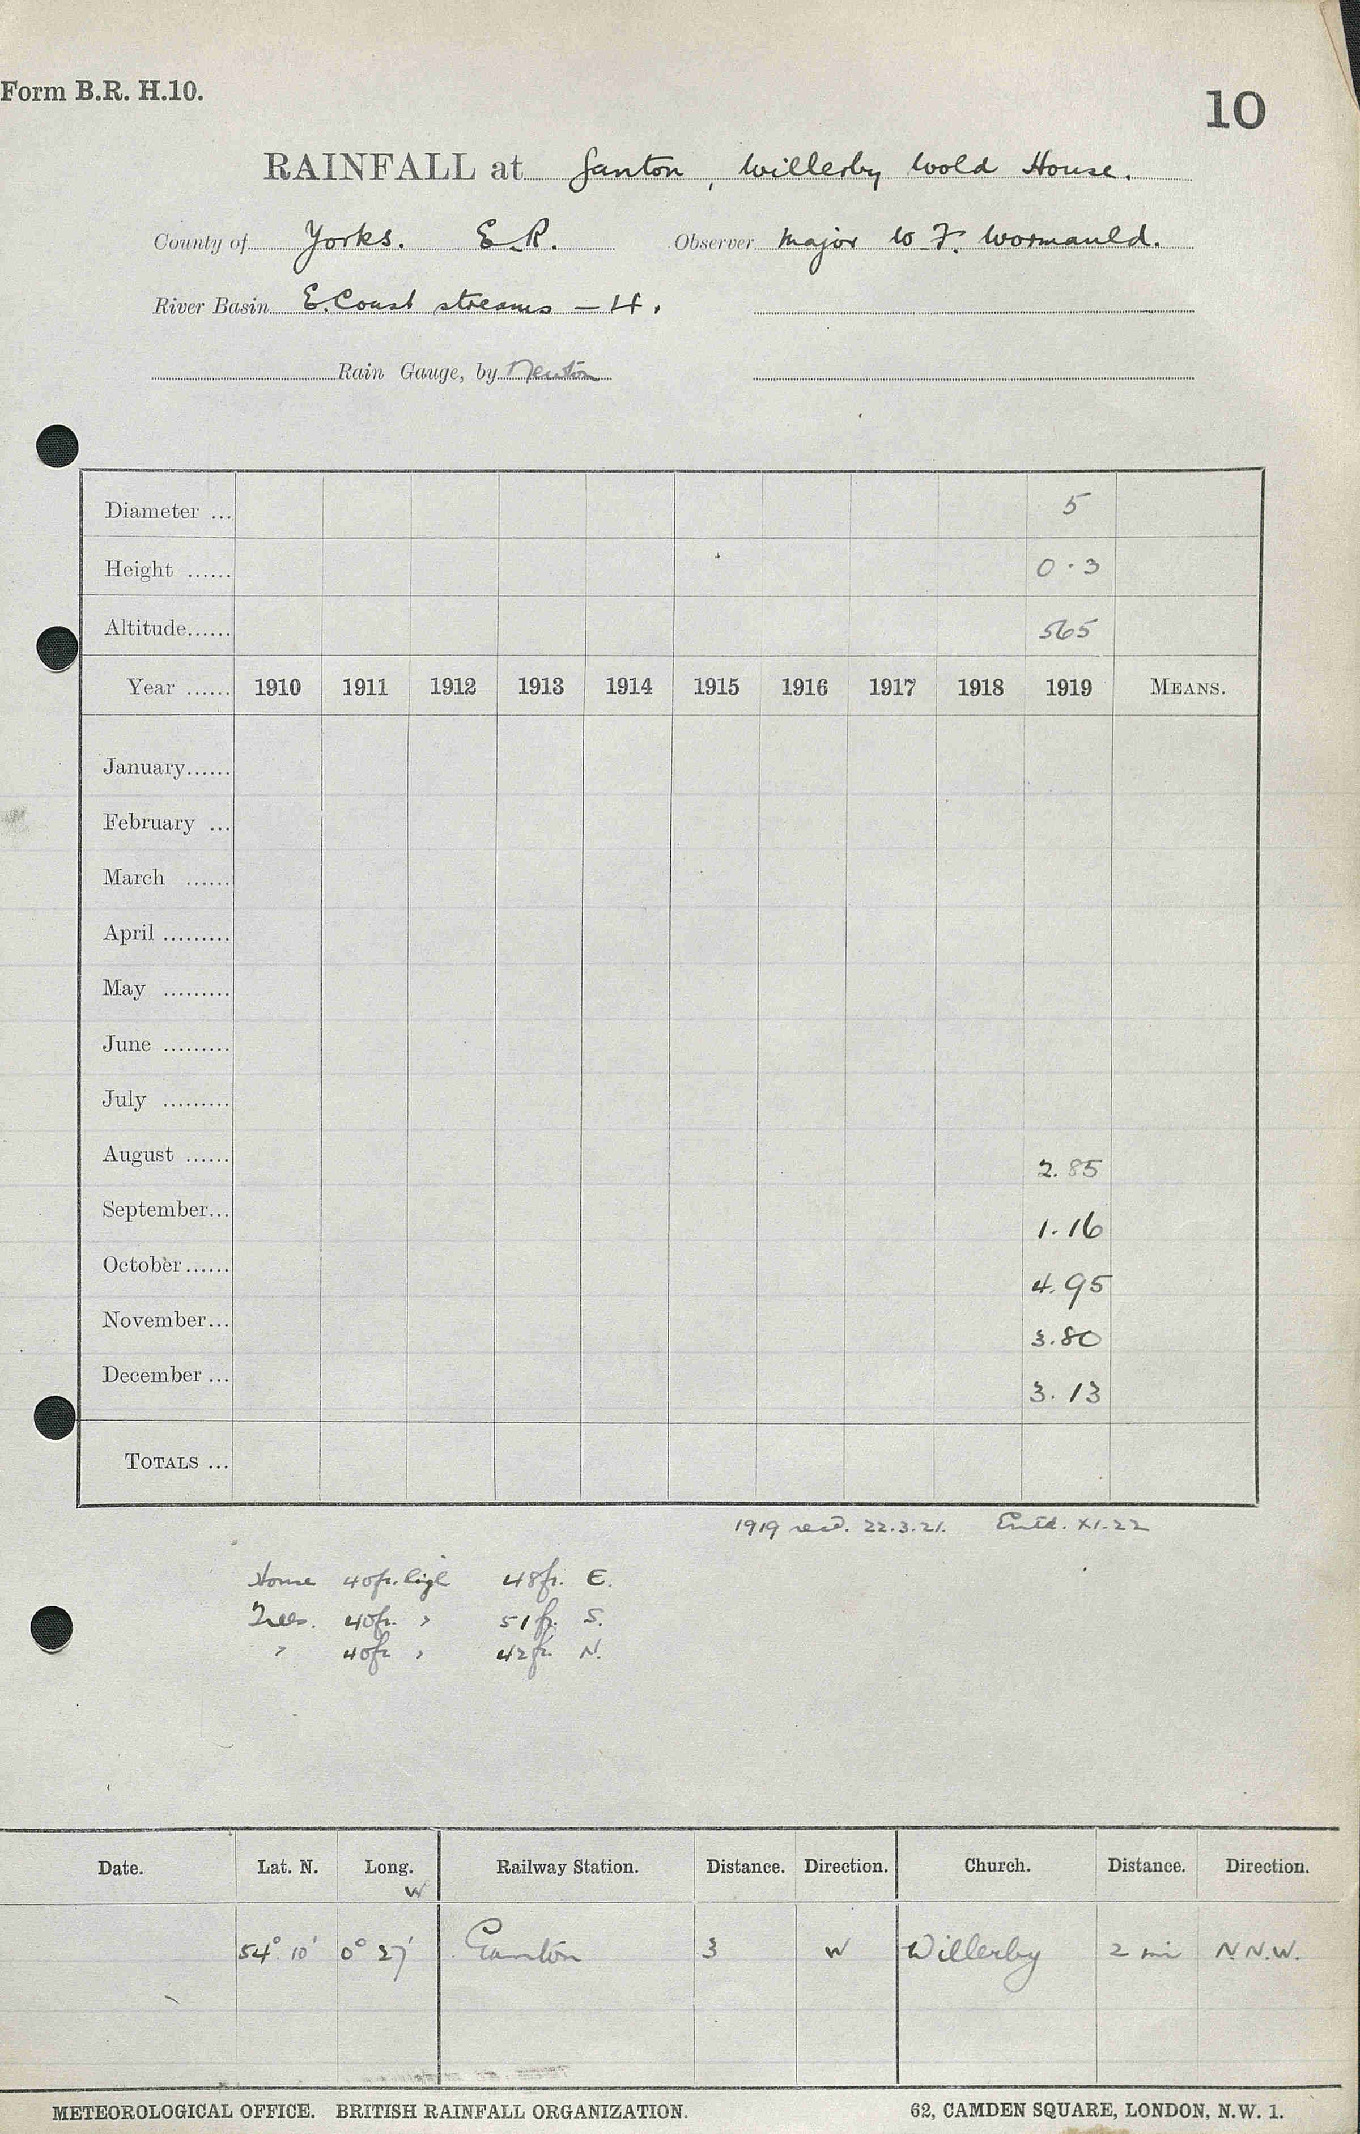 Form B.R. H.10.
10
RAINFALL at Ganton, Willerby Wold House.
County of Yorks. E.R. Observer Major W F. Wormauld.
River Basin E. Coast streams – 4.
Rain Gauge, by Newton
Diameter ... 5
Height ...... 0.3
Altitude...... 565
Year ...... 1910 1911 1912 1913 1914 1915 1916 1917 1918 1919 MEANS.
January......
February ...
March ......
April .........
May .........
June .........
July .........
August ...... 2.85
September... 1.16
October...... 4.95
November... 3.80
December ... 3.13
TOTALS ...
1919 recd. 22.3.21. Entd. XI.22
House 40ft. high 48ft. E.
Trees. 40ft. " 51ft. S.
" 40ft " 42ft. N.
Date. Lat. N. Long. W Railway Station. Distance. Direction. Church. Distance. Direction.
54° 10' 0° 27' Ganton 3 W Willerby 2 mi N.N.W.
METEOROLOGICAL OFFICE. BRITISH RAINFALL ORGANIZATION. 62, CAMDEN SQUARE, LONDON, N.W. 1.